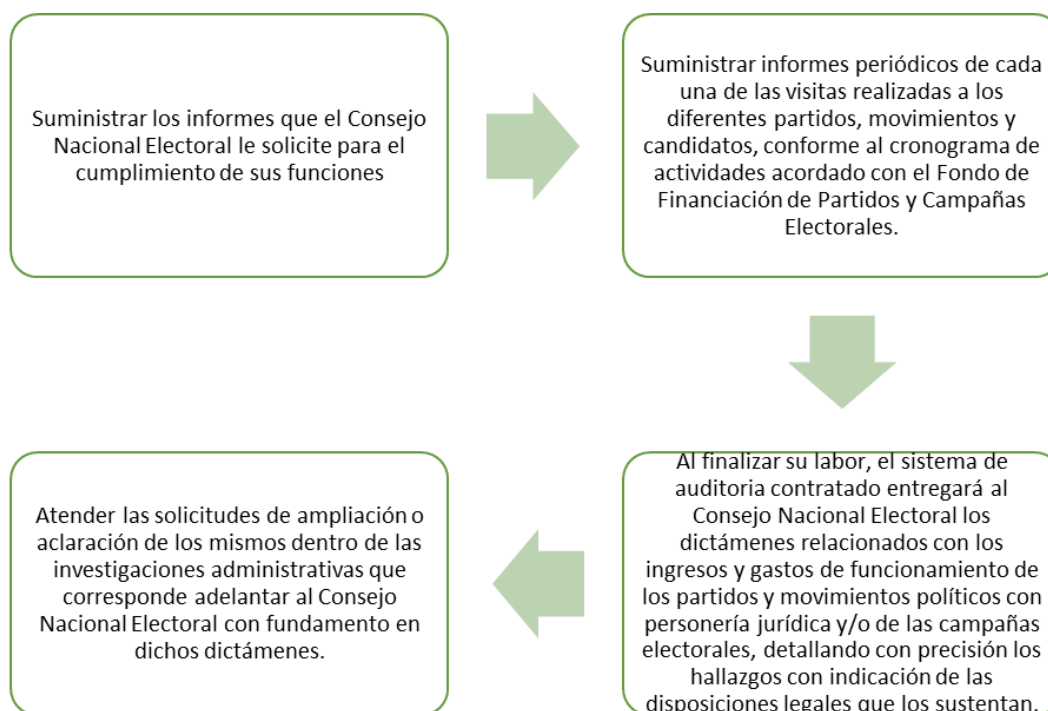 Suministrar los informes que el Consejo
Nacional Electoral le solicite para el
cumplimiento de sus funciones
Suministrar informes periódicos de cada
una de las visitas realizadas a los
diferentes partidos, movimientos y
candidatos, conforme al cronograma de
actividades acordado con el Fondo de
Financiación de Partidos y Campañas
Electorales.
Al finalizar su labor, el sistema de
auditoria contratado entregará al
Consejo Nacional Electoral los
dictámenes relacionados con los
ingresos y gastos de funcionamiento de
los partidos y movimientos políticos con
personería jurídica y/o de las campañas
electorales, detallando con precisión los
hallazgos con indicación de las
disposiciones legales que los sustentan.
Atender las solicitudes de ampliación o
aclaración de los mismos dentro de las
investigaciones administrativas que
corresponde adelantar al Consejo
Nacional Electoral con fundamento en
dichos dictámenes.